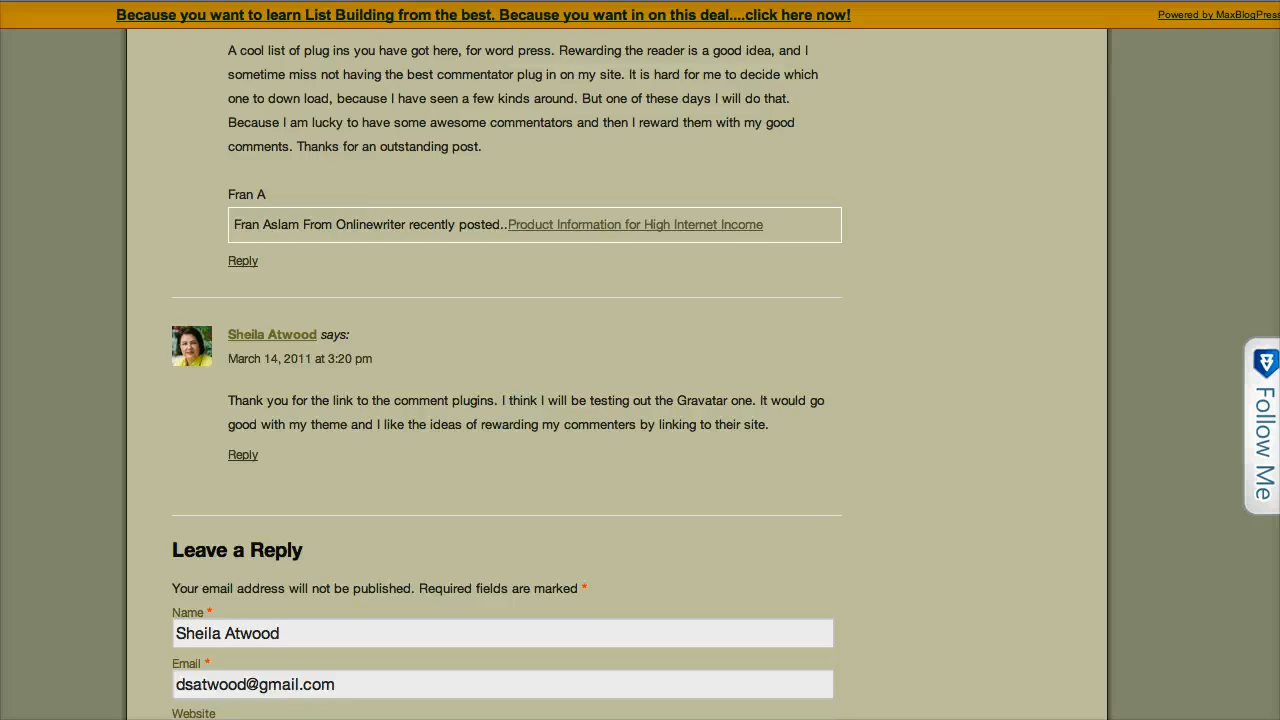 Because you want to learn List Building from the best. Because you want in on this deal....click here now!
Powered by MaxBlogPress
A cool list of plug ins you have got here, for word press. Rewarding the reader is a good idea, and I
sometime miss not having the best commentator plug in on my site. It is hard for me to decide which
one to down load, because I have seen a few kinds around. But one of these days I will do that.
Because I am lucky to have some awesome commentators and then I reward them with my good
comments. Thanks for an outstanding post.
Fran A
Fran Aslam From Onlinewriter recently posted..Product Information for High Internet Income
Reply
Sheila Atwood says:
March 14, 2011 at 3:20 pm
Thank you for the link to the comment plugins. I think I will be testing out the Gravatar one. It would go
good with my theme and I like the ideas of rewarding my commenters by linking to their site.
Reply
Follow Me
Leave a Reply
Your email address will not be published. Required fields are marked *
Name *
Sheila Atwood
Email *
dsatwood@gmail.com
Website